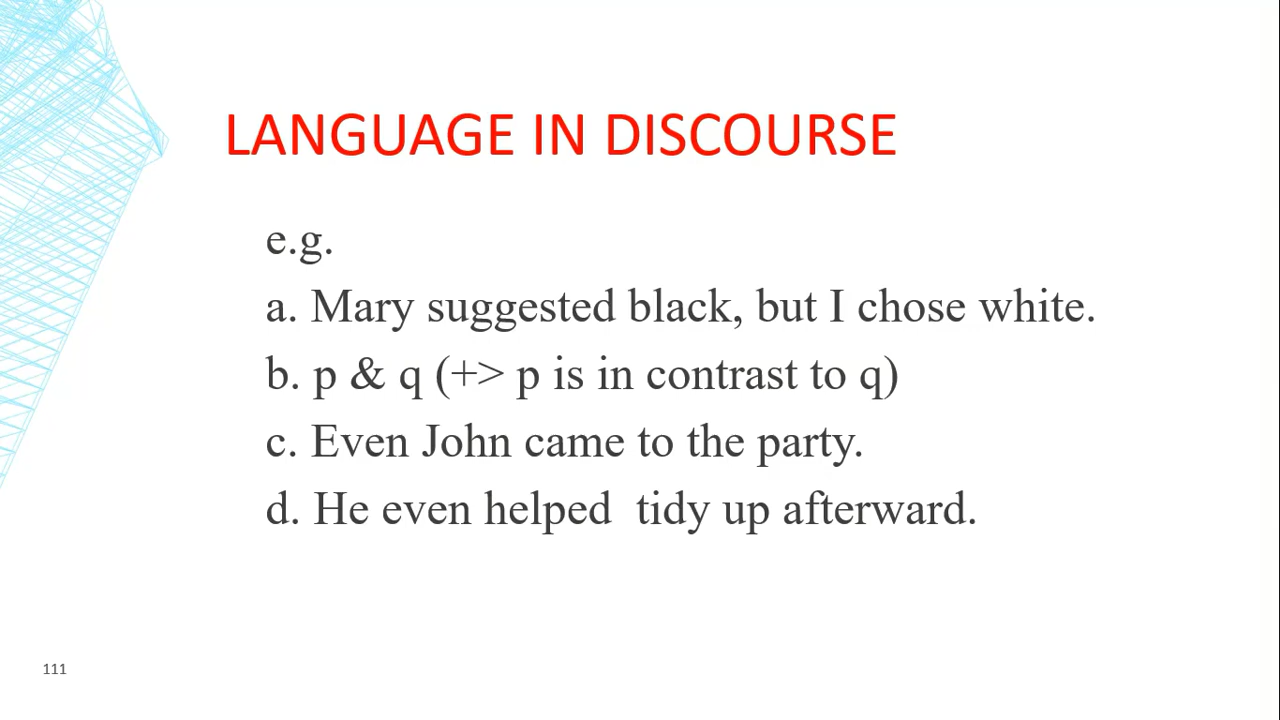 LANGUAGE IN DISCOURSE
e.g.
a. Mary suggested black, but I chose white.
b. p & q (+> p is in contrast to q)
c. Even John came to the party.
d. He even helped  tidy up afterward.
111